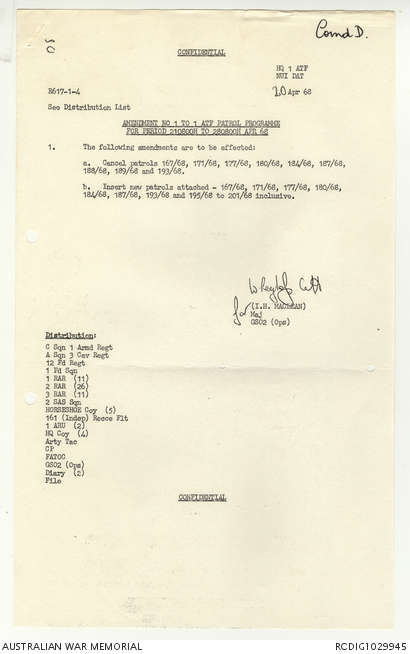 Comd D.
CONFIDENTIAL
HQ 1 ATF
NUI DAT
R617-1-4
20 Apr 68
See Distribution List
AMENDMENT NO 1 TO 1 ATF PATROL PROGRAMME
FOR PERIOD 210800H TO 280800H APR 68
1. The following amendments are to be effected:
a. Cancel patrols 167/68, 171/68, 177/68, 180/68, 184/68, 187/68,
188/68, 189/68 and 193/68.
b. Insert new patrols attached - 167/68, 171/68, 177/68, 180/68,
184/68, 187/68, 193/68 and 195/68 to 201/68 inclusive.
for (I.H. MACLEAN)
Maj
GSO2 (Ops)
Distribution:
C Sqn 1 Armd Regt
A Sqn 3 Cav Regt
12 Fd Regt
1 Fd Sqn
1 RAR (11)
2 RAR (26)
3 RAR (11)
2 SAS Sqn
HORSESHOE Coy (5)
161 (Indep) Recce Flt
1 ARU (2)
HQ Coy (4)
Arty Tac
CP
FATOC
GSO2 (Ops)
Diary (2)
File
CONFIDENTIAL
AUSTRALIAN WAR MEMORIAL
RCDIG1029945